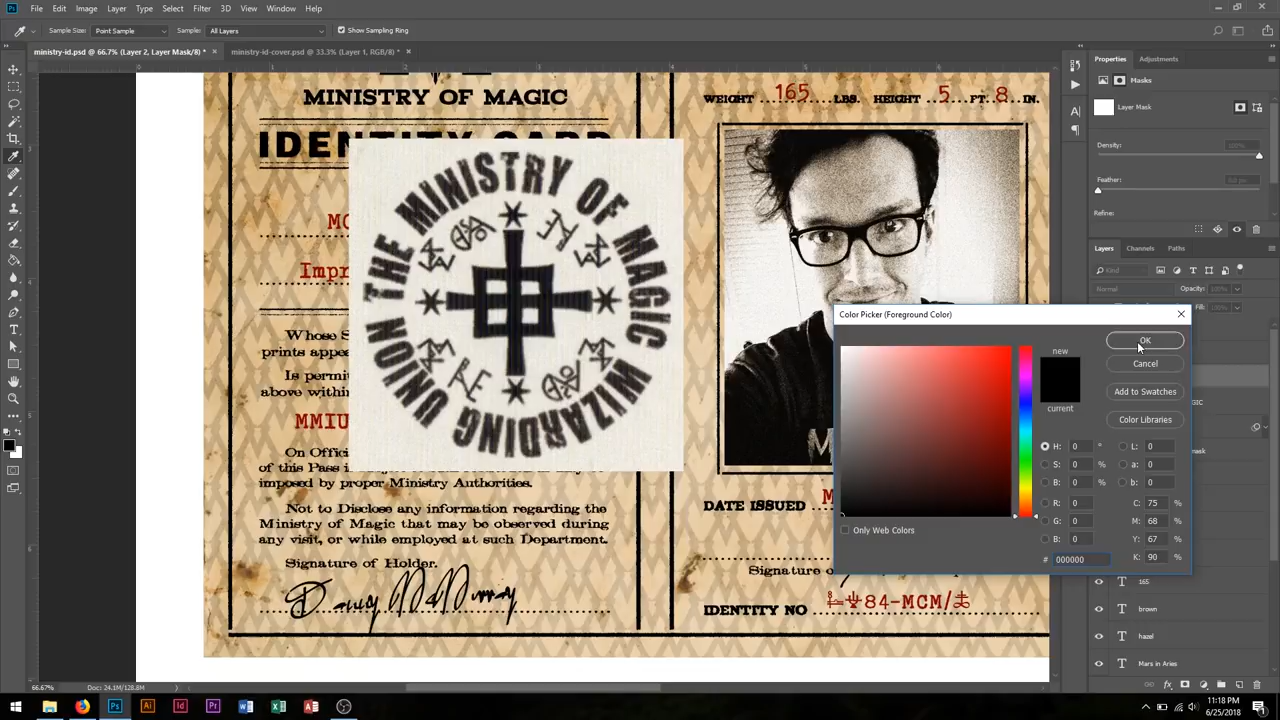 File Edit Image Layer Type Select Filter 3D View Window Help
Sample Size: Point Sample Sample: All Layers Show Sampling Ring
ministry-id.psd @ 66.7% (Layer 2, Layer Mask/8) * × ministry-id-cover.psd @ 33.3% (Layer 1, RGB/8) * ×
MINISTRY OF MAGIC
IDENTITY CARD
MO
Impr
Whose S
prints appea
Is permit
above within
MMIU
On Offici
of this Pass
imposed by proper Ministry Authorities.
Not to Disclose any information regarding the
Ministry of Magic that may be observed during
any visit, or while employed at such Department.
Signature of Holder.
THE MINISTRY OF MAGIC
WIZARDING UNION
WEIGHT 165 LBS. HEIGHT 5 FT 8 IN.
DATE ISSUED M
Signature o
IDENTITY NO 84-MCM/
Color Picker (Foreground Color)
new
current
OK
Cancel
Add to Swatches
Color Libraries
H: 0 ° L: 0
S: 0 % a: 0
B: 0 % b: 0
R: 0 C: 75 %
G: 0 M: 68 %
B: 0 Y: 67 %
# 000000 K: 90 %
Only Web Colors
Properties Adjustments
Masks
Layer Mask
Density: 100%
Feather:
Refine:
Layers Channels Paths
Kind
Normal Opacity: 100%
Fill: 100%
GIC
mask
165
brown
hazel
Mars in Aries
66.67% Doc: 24.1M/128.8M
11:18 PM
6/25/2018